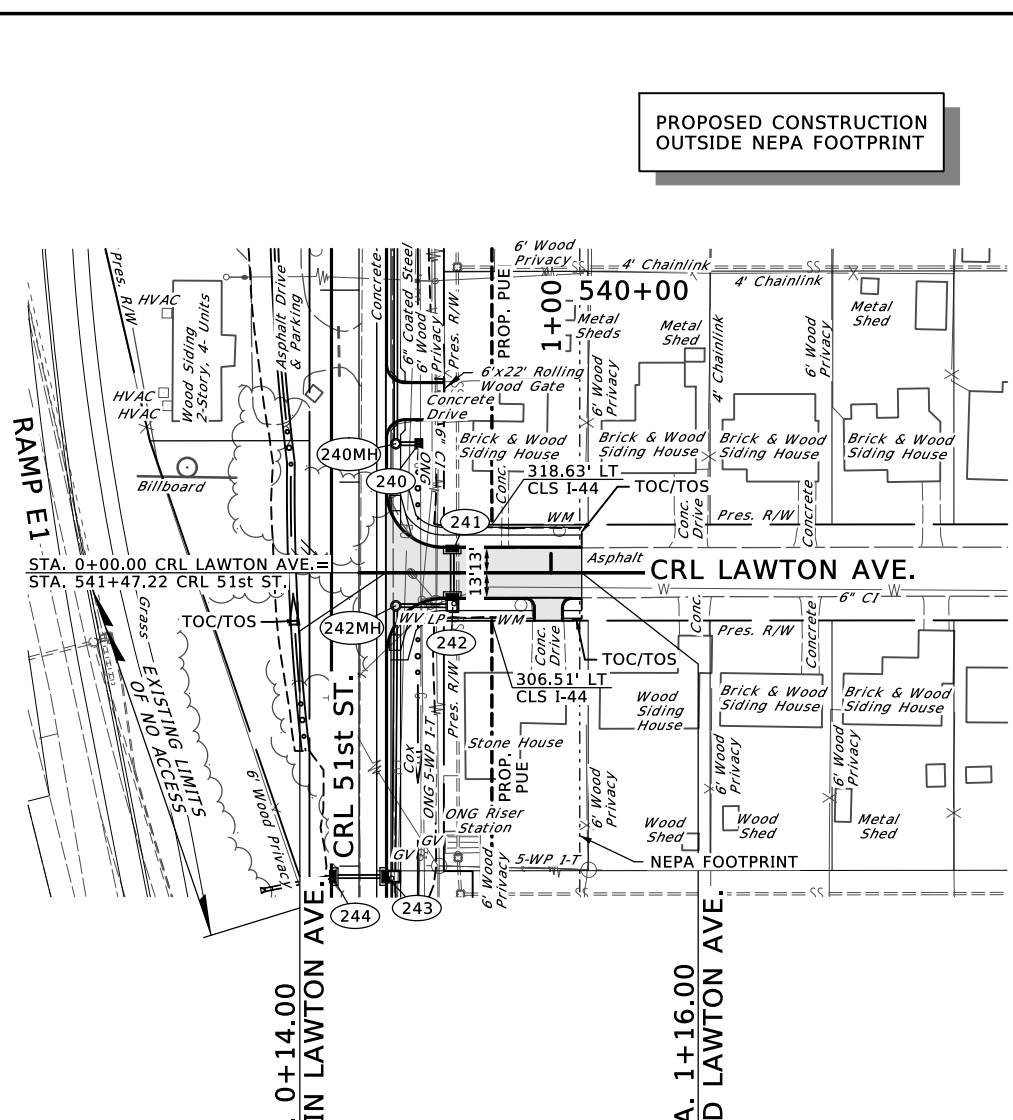 PROPOSED CONSTRUCTION
OUTSIDE NEPA FOOTPRINT
Pres. R/W
HVAC
Wood Siding
2-Story, 4- Units
HVAC
HVAC
Asphalt Drive
& Parking
Concrete
6" Coated Steel
6' Wood
Privacy
Pres. R/W
PROP. PUE
6' Wood
Privacy
1+00
540+00
Metal
Sheds
4' Chainlink
4' Chainlink
Metal
Shed
Metal
Shed
6' Wood
Privacy
4' Chainlink
6' Wood
Privacy
6'x22' Rolling
Wood Gate
Concrete
Drive
RAMP E1
Billboard
240MH
240
ONG
16" CI
Brick & Wood
Siding House
Brick & Wood
Siding House
Brick & Wood
Siding House
Brick & Wood
Siding House
318.63' LT
CLS I-44
TOC/TOS
Conc.
241
WM
Conc.
Drive
Pres. R/W
Concrete
STA. 0+00.00 CRL LAWTON AVE.=
STA. 541+47.22 CRL 51st ST.
13'
13'
Asphalt
CRL LAWTON AVE.
6" CI
Grass
TOC/TOS
242MH
WV
LP
242
WM
Conc.
Drive
TOC/TOS
306.51' LT
CLS I-44
Conc.
Pres. R/W
Concrete
EXISTING LIMITS
OF NO ACCESS
CRL 51st ST.
Cox
ONG 5-WP I-T
Pres. R/W
Stone House
PROP.
PUE
Wood
Siding
House
Brick & Wood
Siding House
Brick & Wood
Siding House
6' Wood
Privacy
6' Wood
Privacy
6' Wood
Privacy
6' Wood Privacy
ONG Riser
Station
Wood
Shed
Wood
Shed
Metal
Shed
GV
GV
5-WP I-T
NEPA FOOTPRINT
6' Wood
Privacy
244
243
0+14.00
IN LAWTON AVE.
A. 1+16.00
D LAWTON AVE.